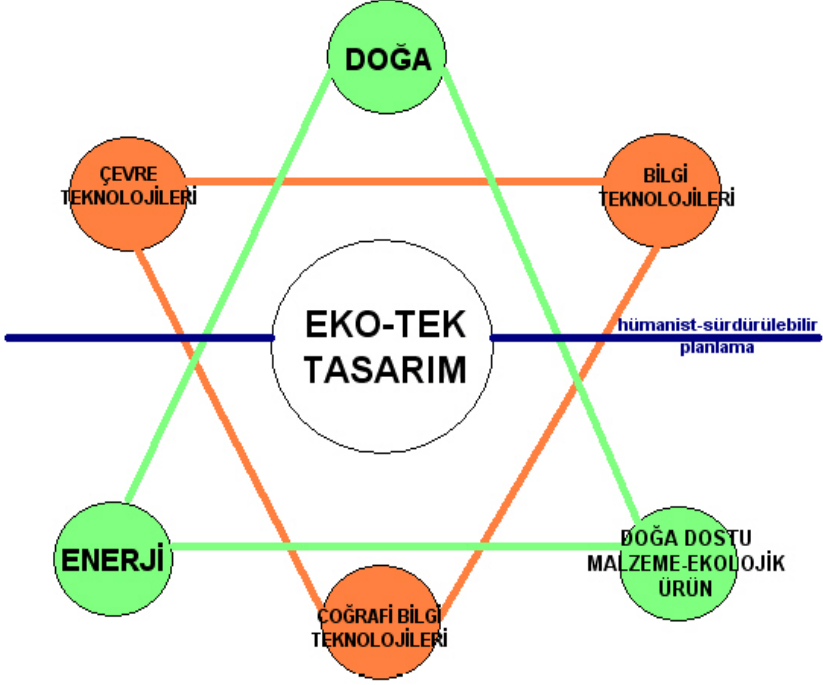 DOĞA
ÇEVRE
TEKNOLOJİLERİ
BİLGİ
TEKNOLOJİLERİ
EKO-TEK
TASARIM
hümanist-sürdürülebilir
planlama
ENERJİ
DOĞA DOSTU
MALZEME-EKOLOJİK
ÜRÜN
COĞRAFİ BİLGİ
TEKNOLOJİLERİ